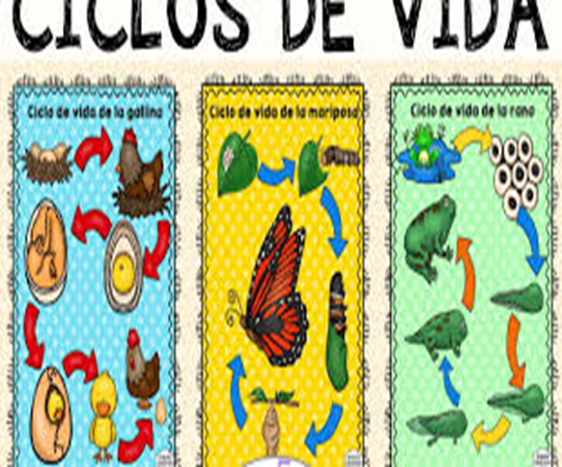 CICLOS DE VIDA
Ciclo de vida de la gallina
Ciclo de vida de la mariposa
Ciclo de vida de la rana